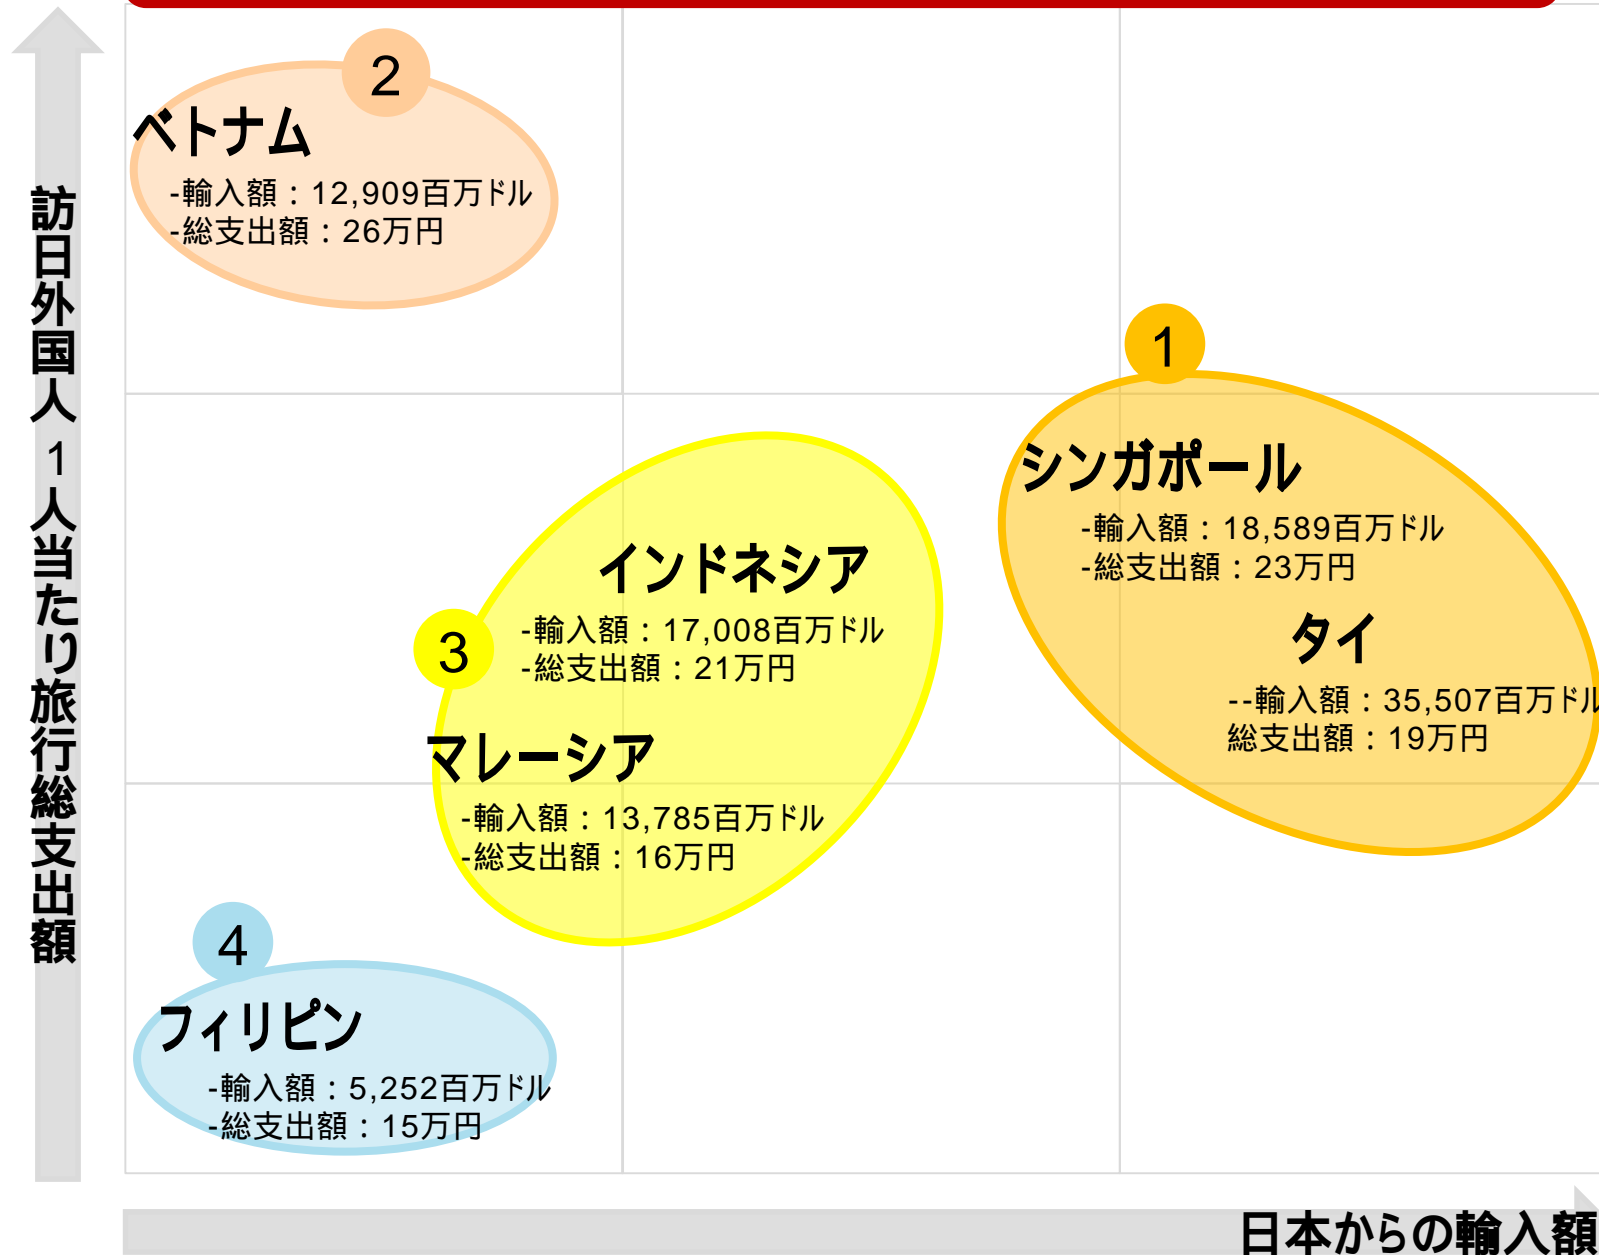 訪日外国人1人当たり旅行総支出額
2
ベトナム
-輸入額：12,909百万ドル
-総支出額：26万円
1
シンガポール
-輸入額：18,589百万ドル
-総支出額：23万円
タイ
--輸入額：35,507百万ドル
総支出額：19万円
3
インドネシア
-輸入額：17,008百万ドル
-総支出額：21万円
マレーシア
-輸入額：13,785百万ドル
-総支出額：16万円
4
フィリピン
-輸入額：5,252百万ドル
-総支出額：15万円
日本からの輸入額